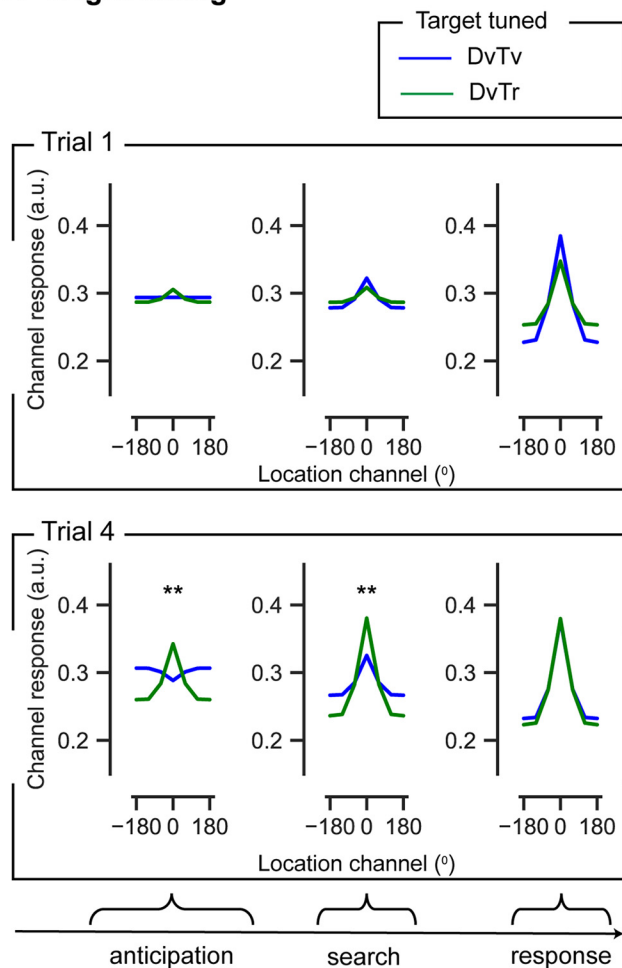 Target tuned
DvTv
DvTr
Trial 1
Channel response (a.u.)
0.4 0.4 0.4
0.3 0.3 0.3
0.2 0.2 0.2
−180 0 180 −180 0 180 −180 0 180
Location channel (⁰)
Trial 4
Channel response (a.u.)
** **
0.4 0.4 0.4
0.3 0.3 0.3
0.2 0.2 0.2
−180 0 180 −180 0 180 −180 0 180
Location channel (⁰)
anticipation search response